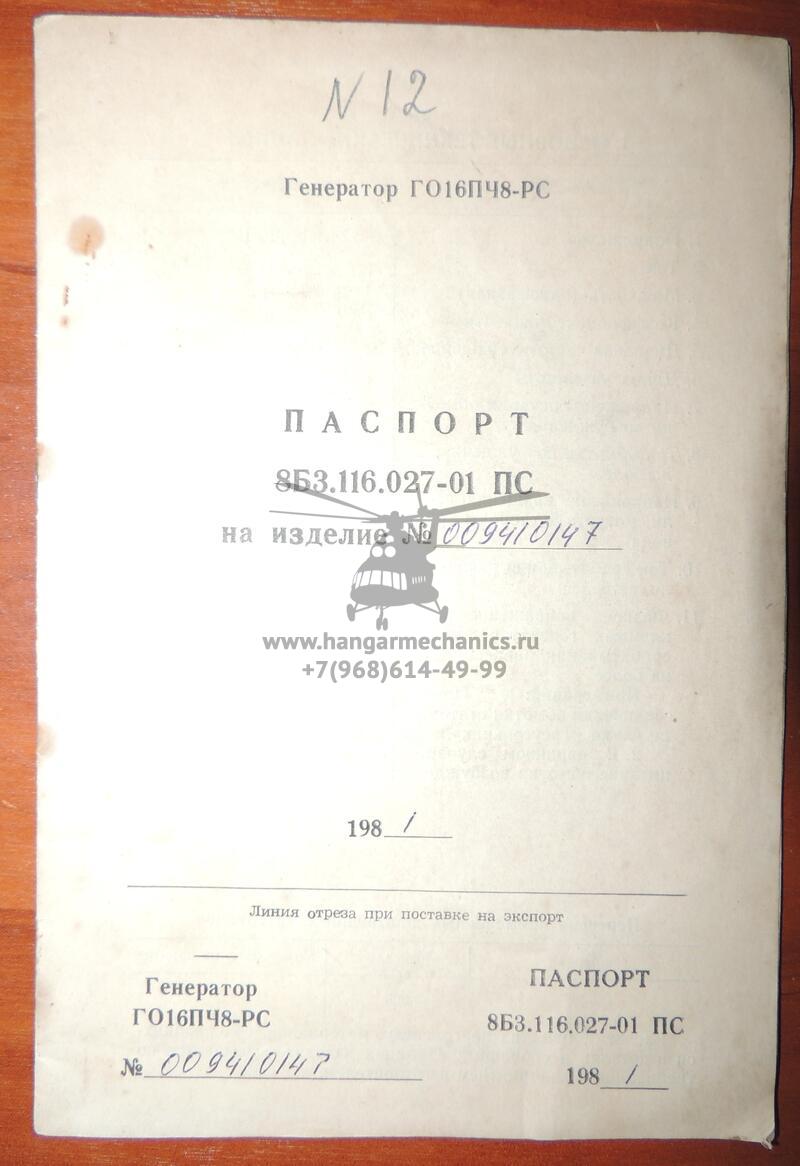 N 12
Генератор ГО16ПЧ8-РС
ПАСПОРТ
8Б3.116.027-01 ПС
на изделие № 009410147
www.hangarmechanics.ru
+7(968)614-49-99
198 1
Линия отреза при поставке на экспорт
Генератор
ГО16ПЧ8-РС
№ 009410147
ПАСПОРТ
8Б3.116.027-01 ПС
198 1